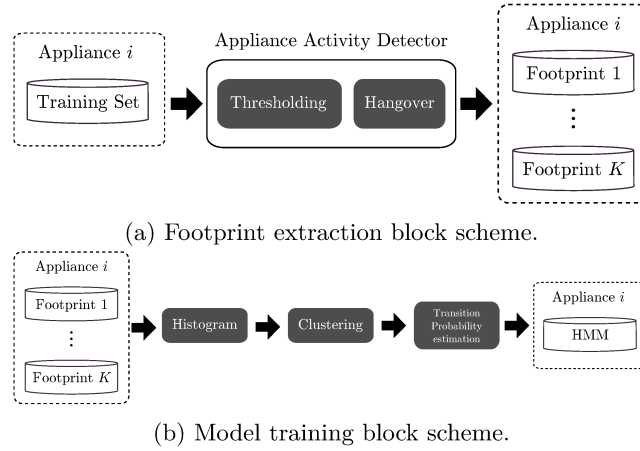 Appliance i
Training Set
Appliance Activity Detector
Thresholding
Hangover
Appliance i
Footprint 1
⋮
Footprint K
(a) Footprint extraction block scheme.
Appliance i
Footprint 1
⋮
Footprint K
Histogram
Clustering
Transition
Probability
estimation
Appliance i
HMM
(b) Model training block scheme.